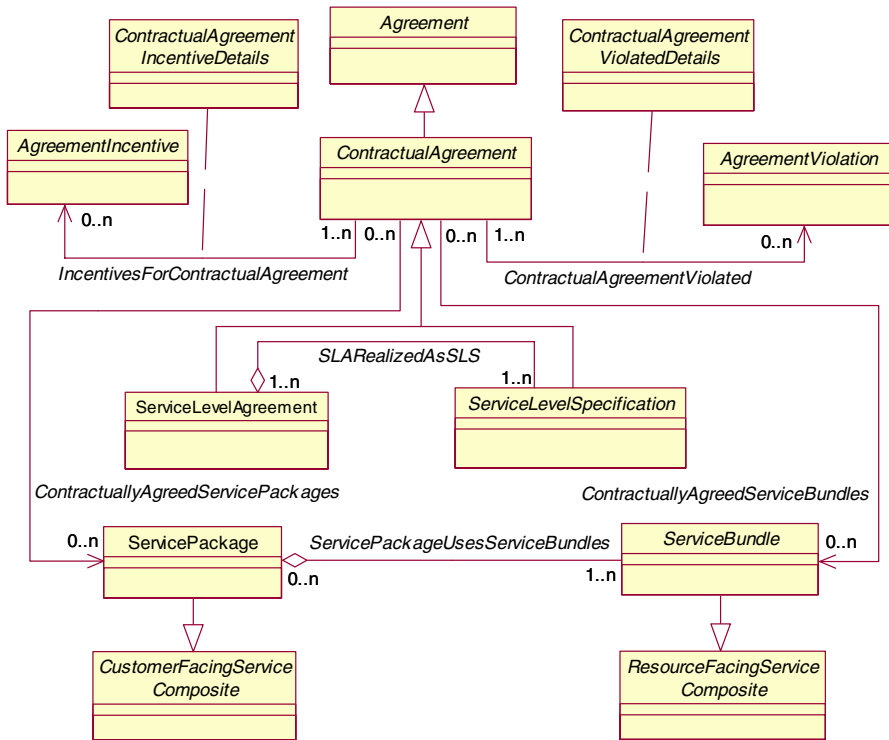 ContractualAgreement
IncentiveDetails
Agreement
ContractualAgreement
ViolatedDetails
AgreementIncentive
ContractualAgreement
AgreementViolation
0..n
1..n
0..n
0..n
1..n
0..n
IncentivesForContractualAgreement
ContractualAgreementViolated
SLARealizedAsSLS
1..n
1..n
ServiceLevelAgreement
ServiceLevelSpecification
ContractuallyAgreedServicePackages
ContractuallyAgreedServiceBundles
0..n
ServicePackage
ServicePackageUsesServiceBundles
ServiceBundle
0..n
0..n
1..n
CustomerFacingService
Composite
ResourceFacingService
Composite